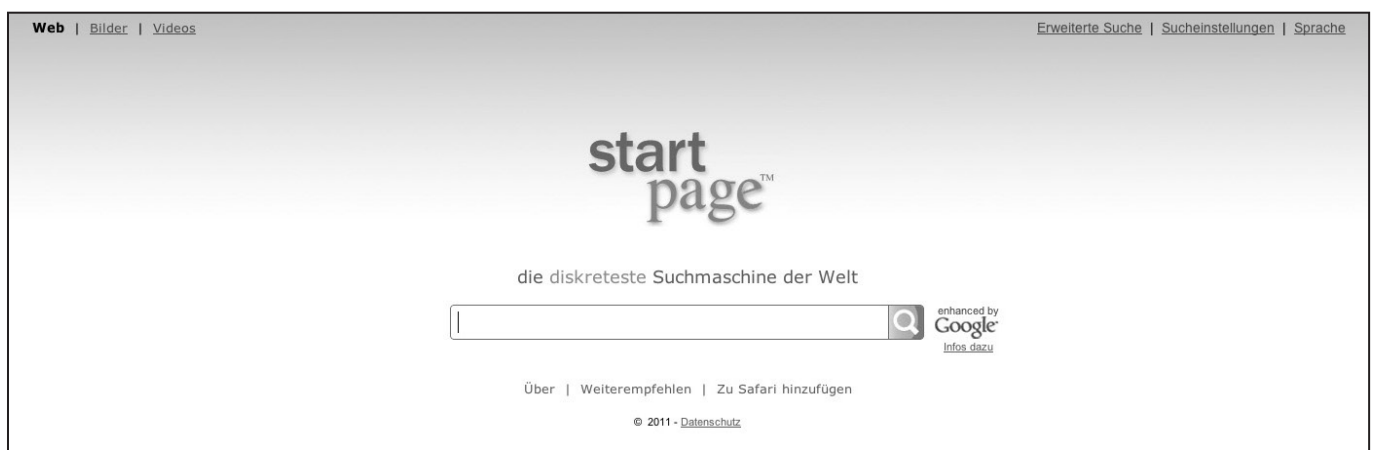 Web | Bilder | Videos
Erweiterte Suche | Sucheinstellungen | Sprache
start
page™
die diskreteste Suchmaschine der Welt
enhanced by
Google
Infos dazu
Über | Weiterempfehlen | Zu Safari hinzufügen
© 2011 - Datenschutz